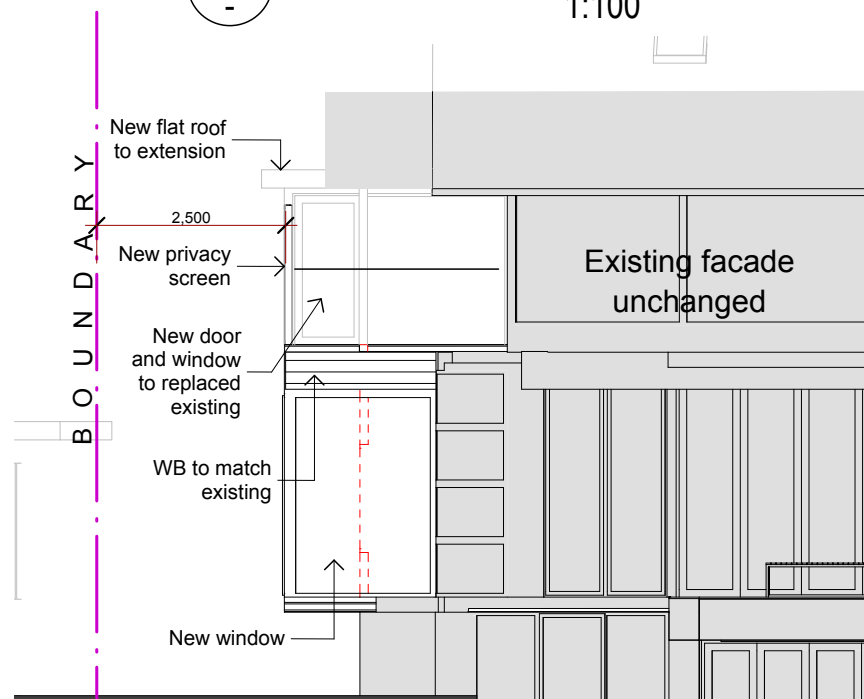 -
1:100
New flat roof
to extension
BOUNDARY
2,500
New privacy
screen
Existing facade
unchanged
New door
and window
to replaced
existing
WB to match
existing
New window